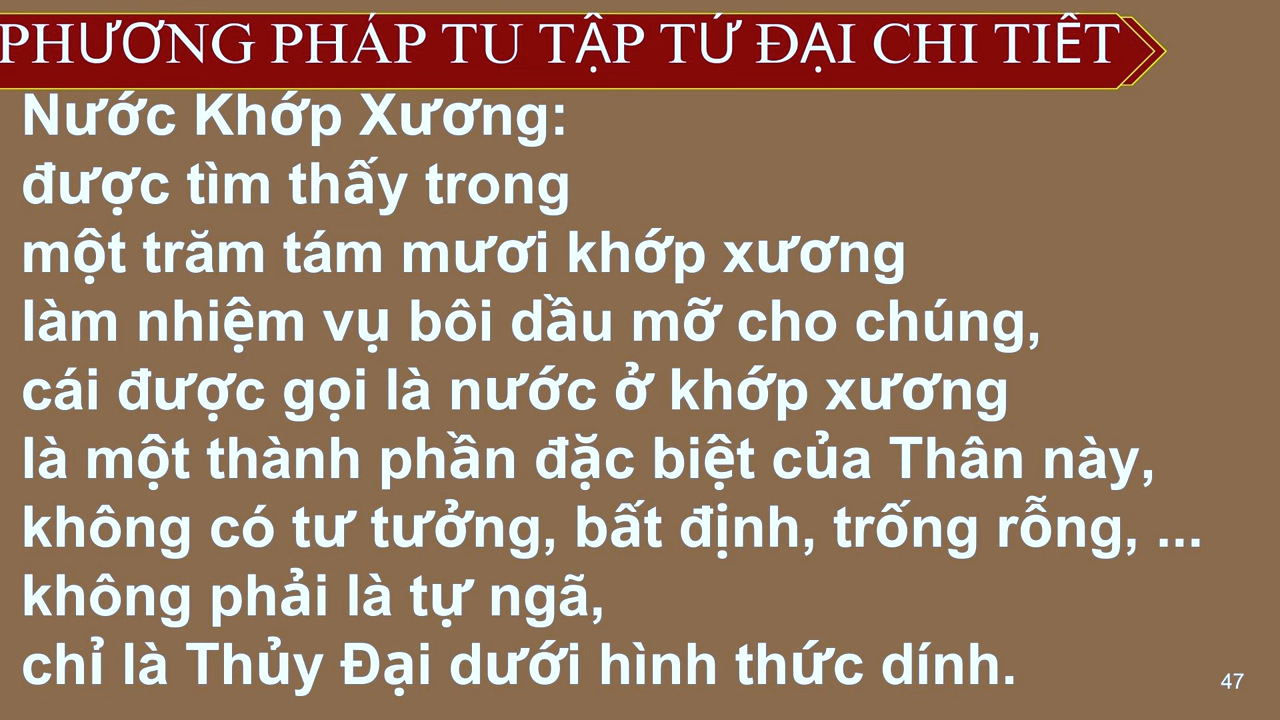 PHƯƠNG PHÁP TU TẬP TỨ ĐẠI CHI TIẾT
Nước Khớp Xương:
được tìm thấy trong
một trăm tám mươi khớp xương
làm nhiệm vụ bôi dầu mỡ cho chúng,
cái được gọi là nước ở khớp xương
là một thành phần đặc biệt của Thân này,
không có tư tưởng, bất định, trống rỗng, ...
không phải là tự ngã,
chỉ là Thủy Đại dưới hình thức dính.
47